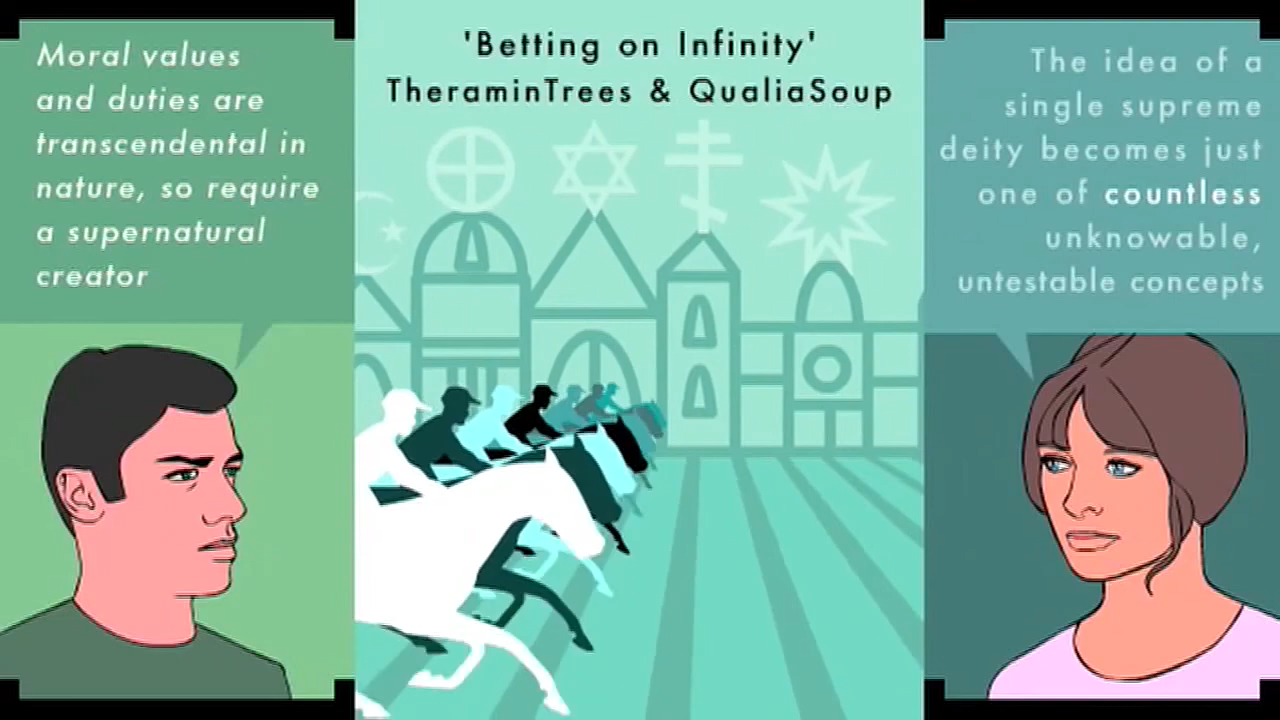 Moral values
and duties are
transcendental in
nature, so require
a supernatural
creator
'Betting on Infinity'
TheraminTrees & QualiaSoup
The idea of a
single supreme
deity becomes just
one of countless
unknowable,
untestable concepts